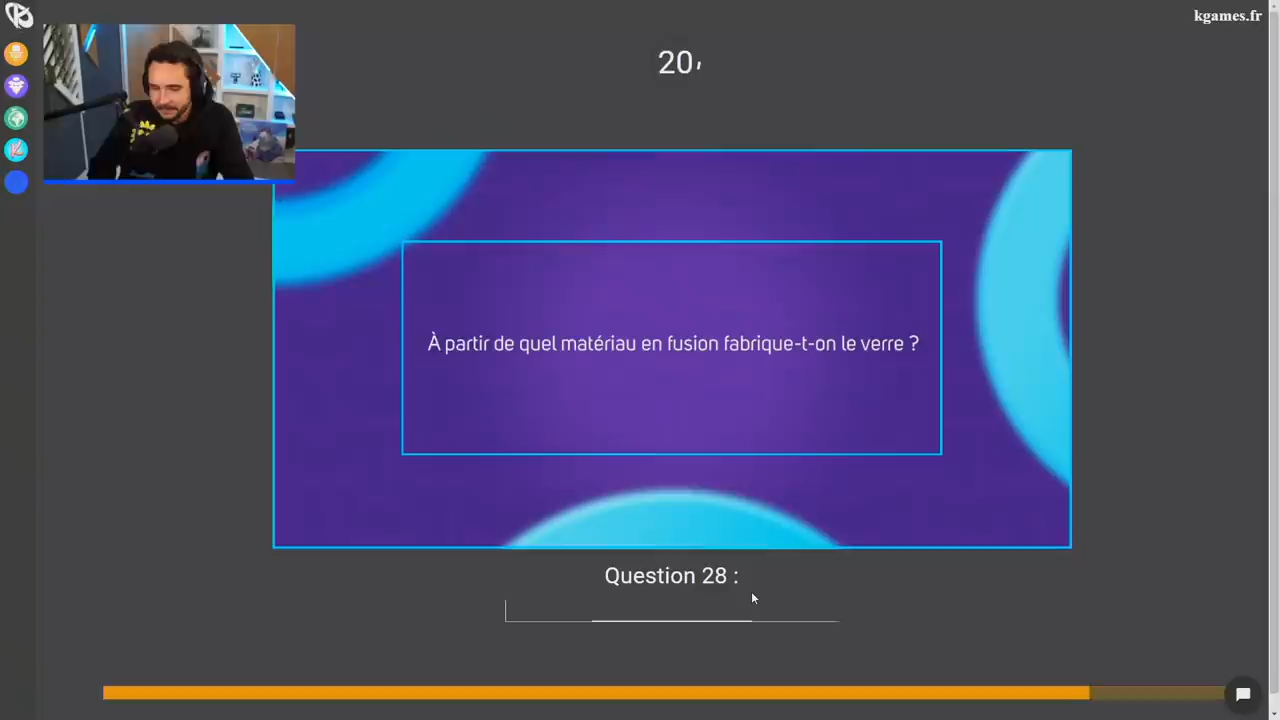 kgames.fr
20
À partir de quel matériau en fusion fabrique-t-on le verre ?
Question 28 :